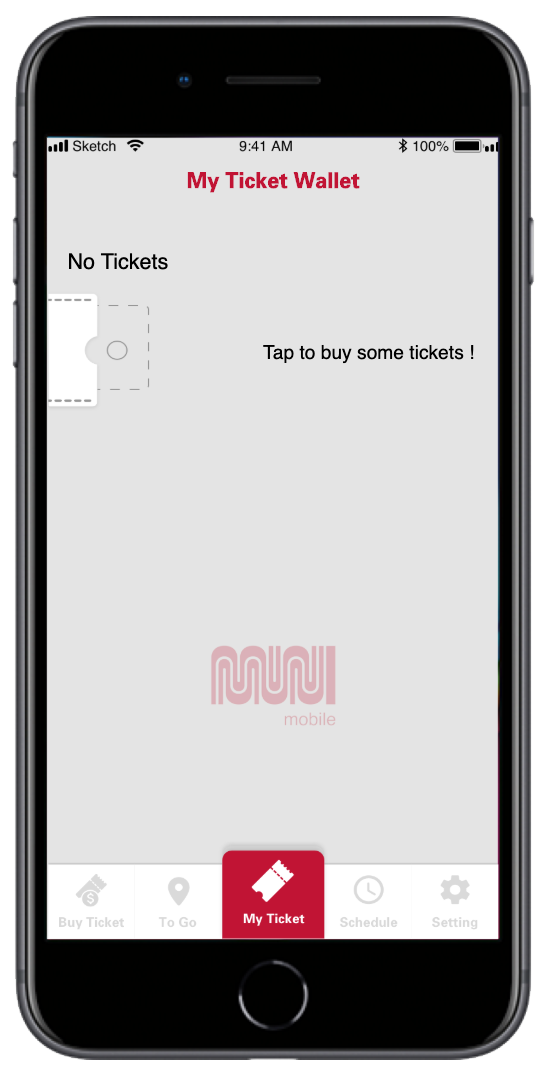 Sketch 9:41 AM 100%
My Ticket Wallet
No Tickets
Tap to buy some tickets !
MUNI
mobile
Buy Ticket To Go My Ticket Schedule Setting